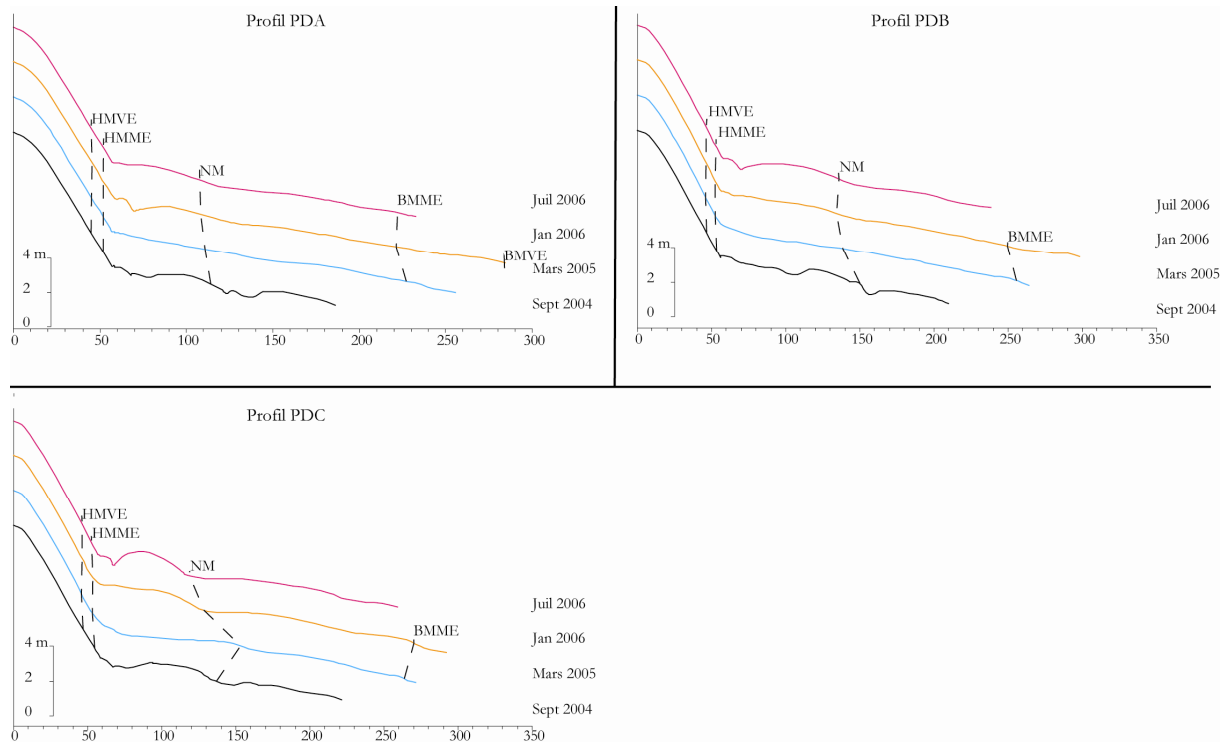 Profil PDA
HMVE
HMME
NM
BMME
BMVE
Juil 2006
Jan 2006
Mars 2005
Sept 2004
4 m
2
0
0 50 100 150 200 250 300
Profil PDB
HMVE
HMME
NM
BMME
Juil 2006
Jan 2006
Mars 2005
Sept 2004
4 m
2
0
0 50 100 150 200 250 300 350
Profil PDC
HMVE
HMME
NM
BMME
Juil 2006
Jan 2006
Mars 2005
Sept 2004
4 m
2
0
0 50 100 150 200 250 300 350